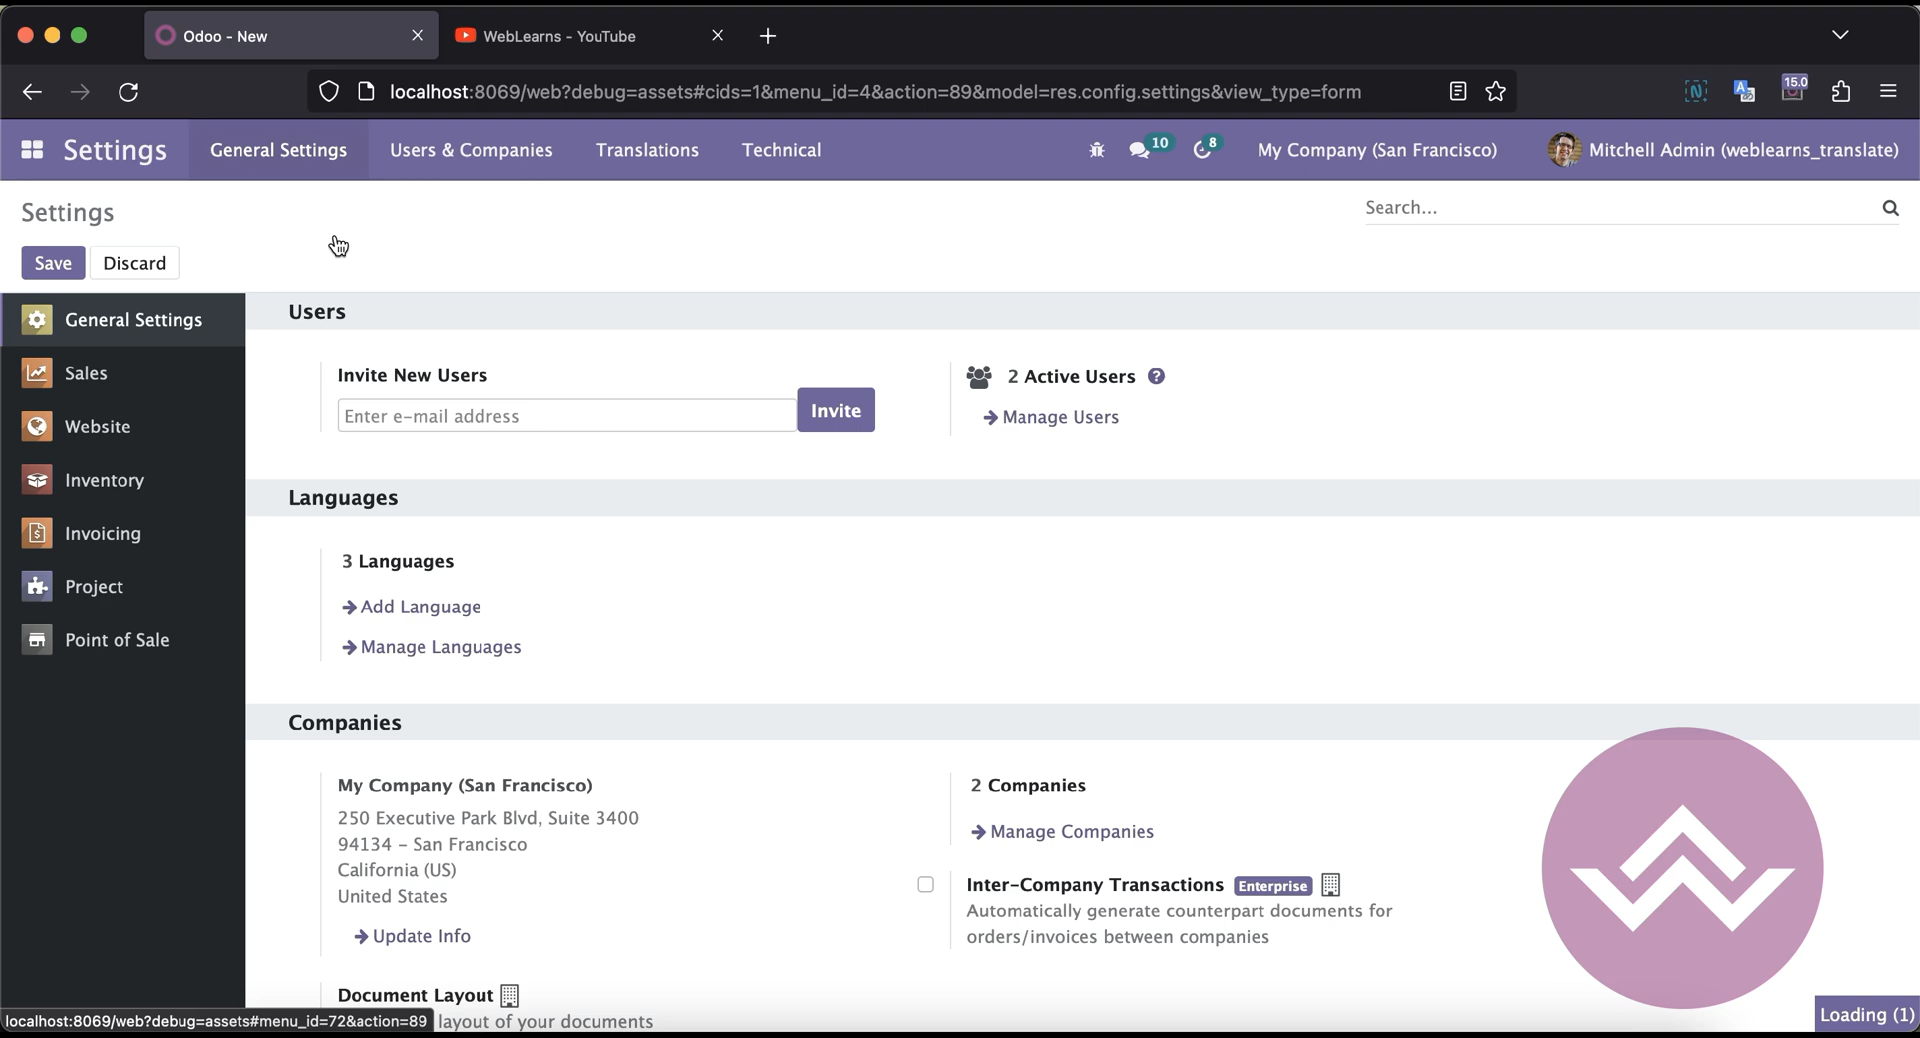 Odoo - New
WebLearns - YouTube
localhost:8069/web?debug=assets#cids=1&menu_id=4&action=89&model=res.config.settings&view_type=form
15.0
Settings
General Settings
Users & Companies
Translations
Technical
10
8
My Company (San Francisco)
Mitchell Admin (weblearns_translate)
Settings
Search...
Save
Discard
General Settings
Sales
Website
Inventory
Invoicing
Project
Point of Sale
Users
Invite New Users
Enter e-mail address
Invite
2 Active Users
Manage Users
Languages
3 Languages
Add Language
Manage Languages
Companies
My Company (San Francisco)
250 Executive Park Blvd, Suite 3400
94134 - San Francisco
California (US)
United States
Update Info
2 Companies
Manage Companies
Inter-Company Transactions Enterprise
Automatically generate counterpart documents for
orders/invoices between companies
Document Layout
layout of your documents
localhost:8069/web?debug=assets#menu_id=72&action=89
Loading (1)